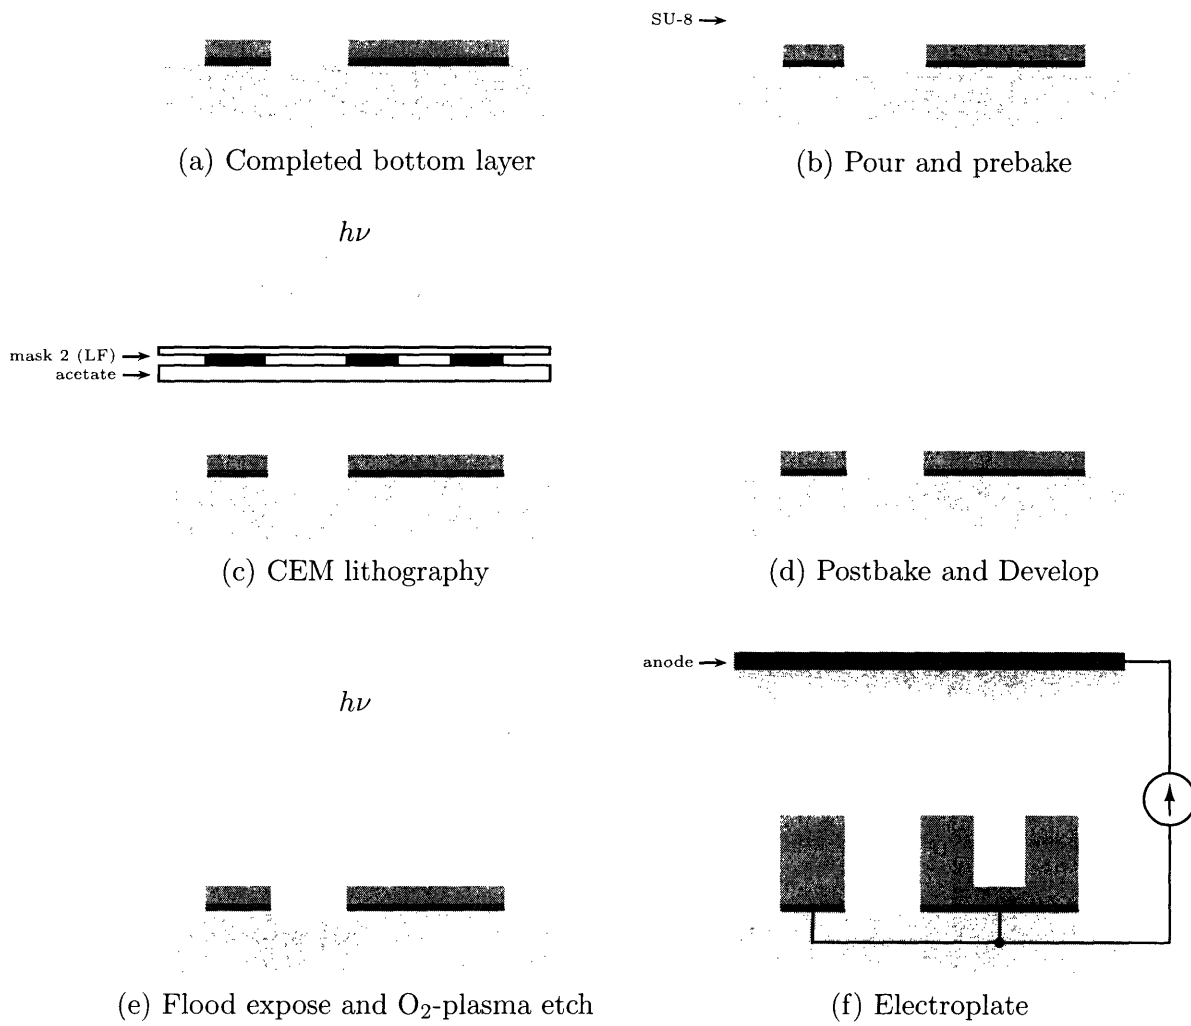 SU-8
(a) Completed bottom layer
(b) Pour and prebake
hν
mask 2 (LF)
acetate
(c) CEM lithography
(d) Postbake and Develop
anode
hν
(e) Flood expose and O₂-plasma etch
(f) Electroplate